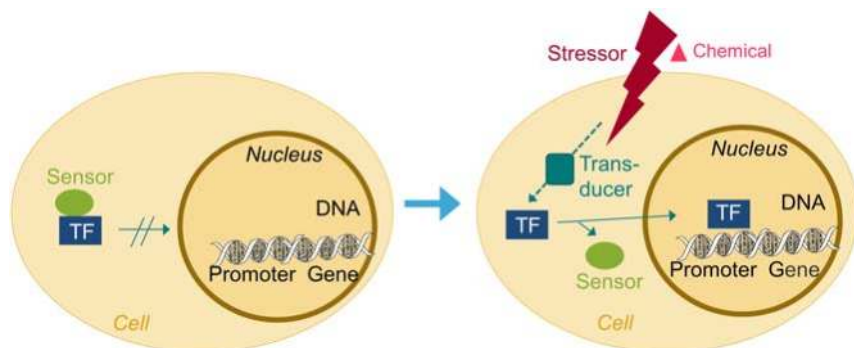 Nucleus
Sensor
TF
DNA
Promoter Gene
Cell
Stressor
Chemical
Nucleus
Trans-
ducer
TF
TF
DNA
Sensor
Promoter Gene
Cell